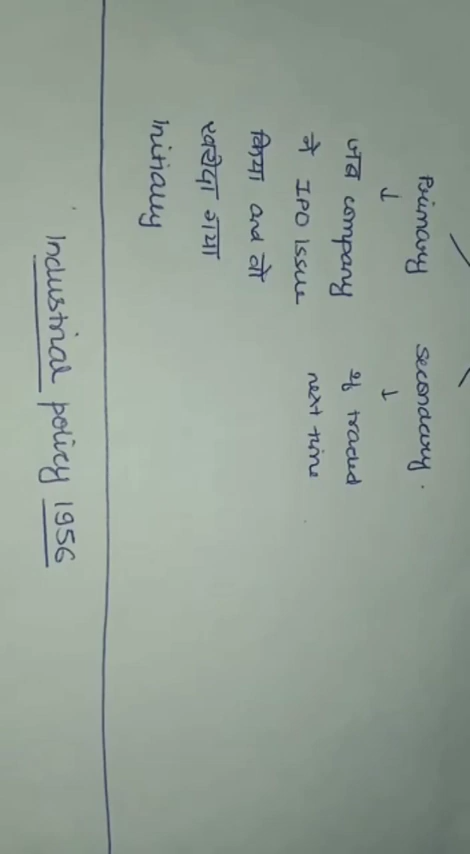 Primary
↓
जब company
ने IPO issue
किया and वो
खरीदा गया
Initially
Secondary.
↓
if traded
next time
Industrial policy 1956